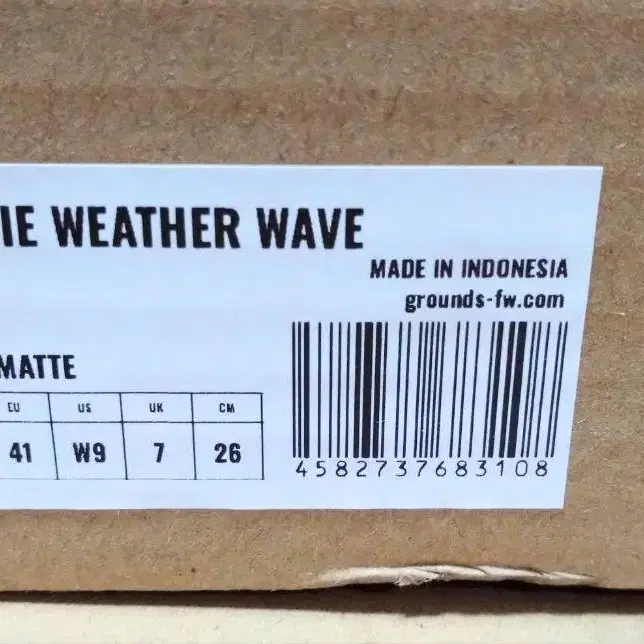 IE WEATHER WAVE
MADE IN INDONESIA
grounds-fw.com
MATTE
EU US UK CM
41 W9 7 26
4582737683108